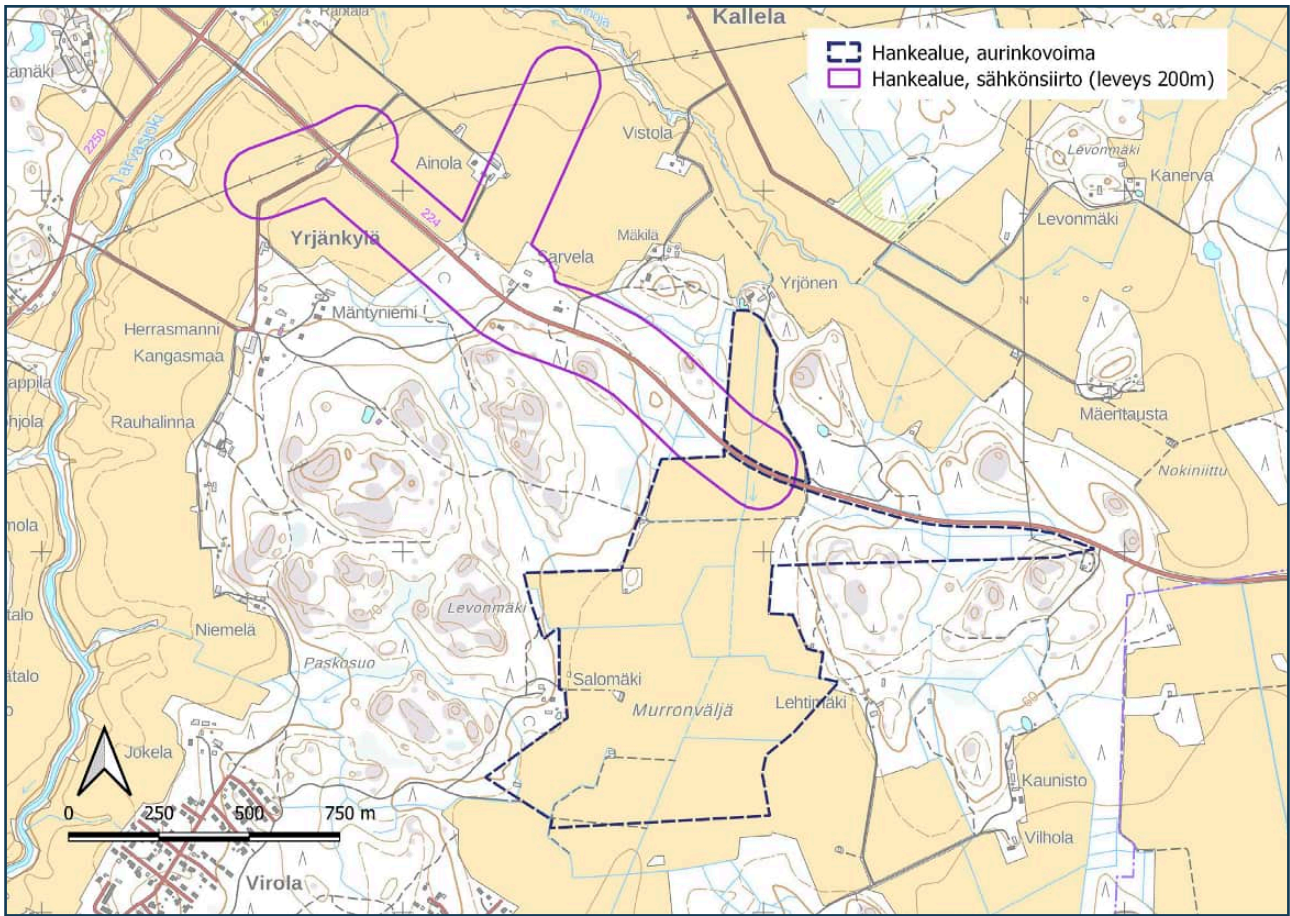 Rantala
Kallela
Hankealue, aurinkovoima
Hankealue, sähkönsiirto (leveys 200m)
2250
Tarvasjoki
Ainola
Vistola
Levonmäki
Kanerva
224
Levonmäki
Yrjänkylä
Mäkilä
Sarvela
Yrjönen
Mäntyniemi
Herrasmanni
Kangasmaa
Rauhalinna
Mäentausta
Nokiniittu
Levonmäki
Niemelä
Paskosuo
Salomäki
Murronväljä
Lehtimäki
Jokela
Kaunisto
Vilhola
0 250 500 750 m
Virola